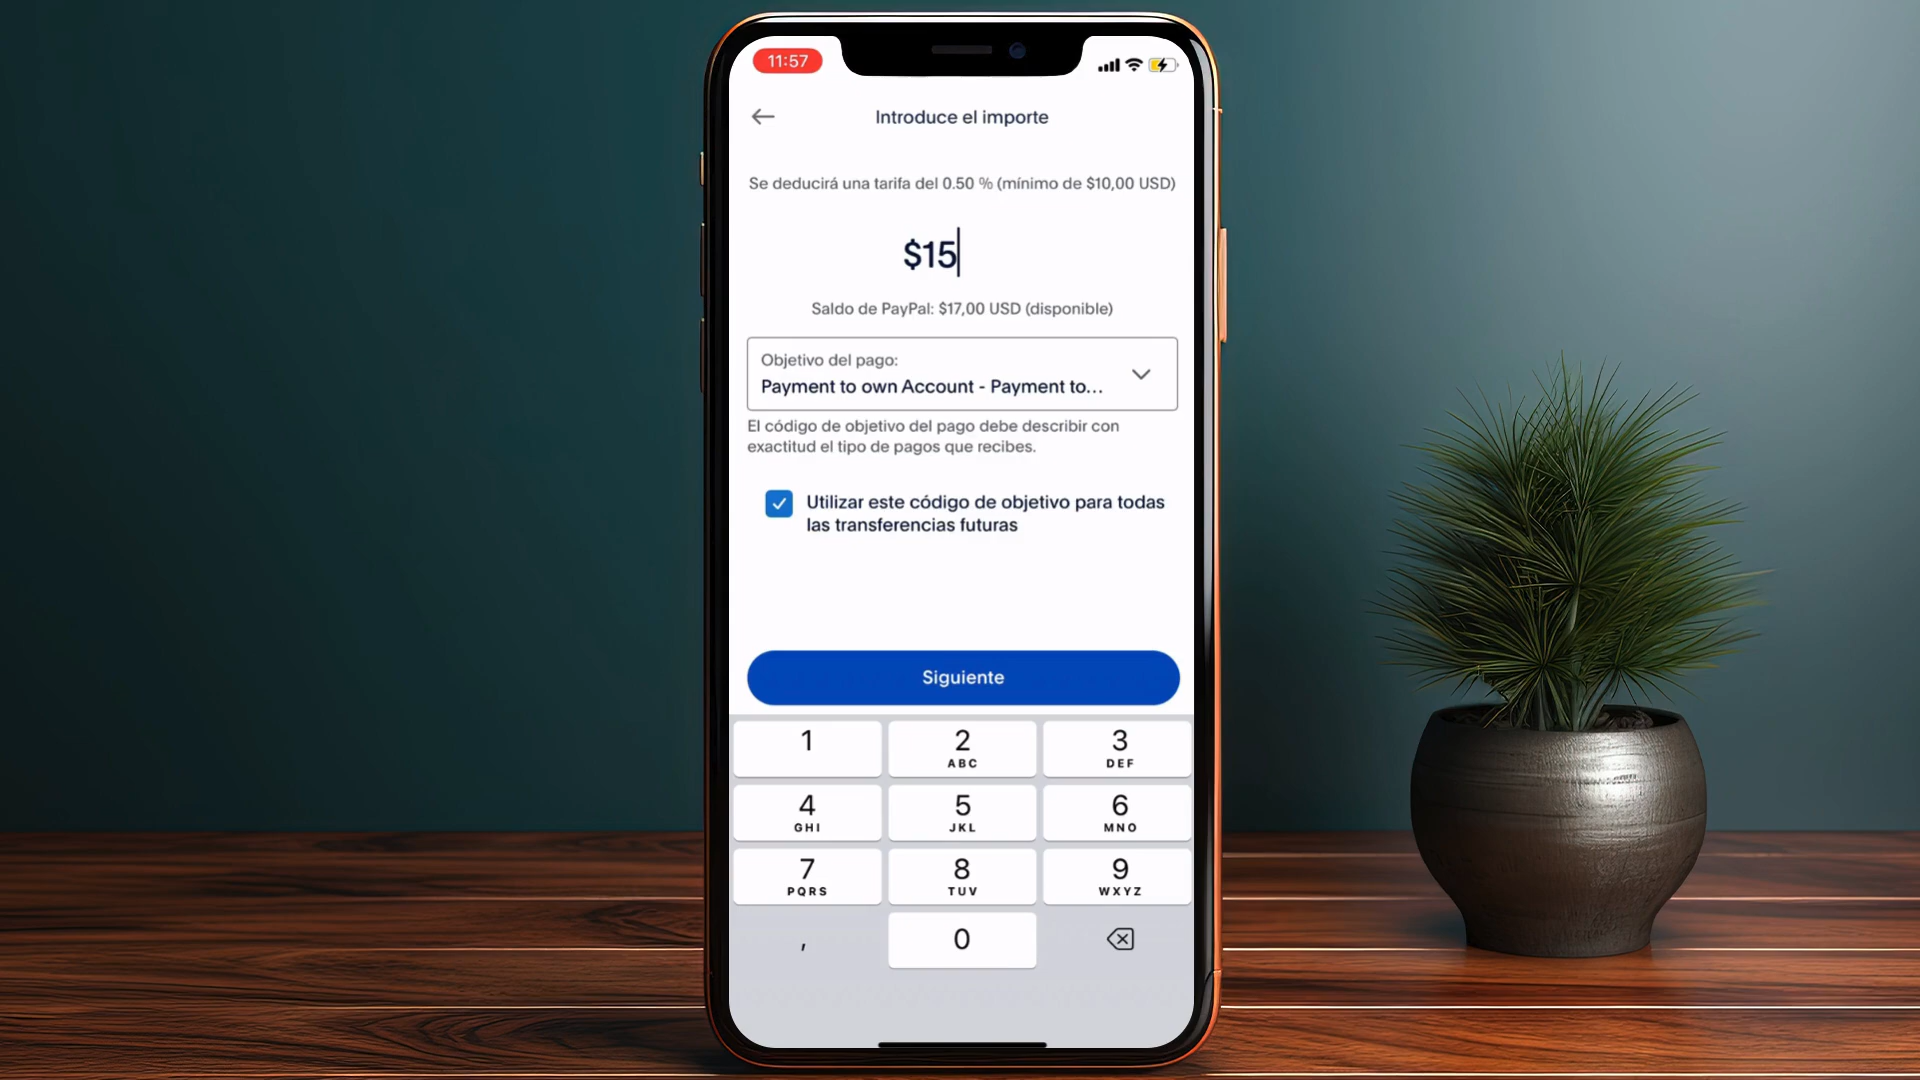 11:57
Introduce el importe
Se deducirá una tarifa del 0.50 % (mínimo de $10,00 USD)
$15
Saldo de PayPal: $17,00 USD (disponible)
Objetivo del pago:
Payment to own Account - Payment to...
El código de objetivo del pago debe describir con
exactitud el tipo de pagos que recibes.
Utilizar este código de objetivo para todas
las transferencias futuras
Siguiente
1 2 3
ABC DEF
4 5 6
GHI JKL MNO
7 8 9
PQRS TUV WXYZ
, 0